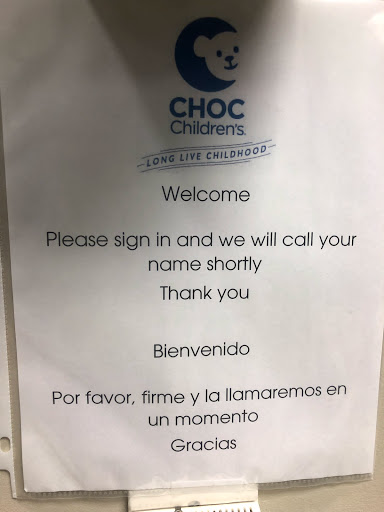 CHOC
Children's.
LONG LIVE CHILDHOOD
Welcome
Please sign in and we will call your
name shortly
Thank you
Bienvenido
Por favor, firme y la llamaremos en
un momento
Gracias